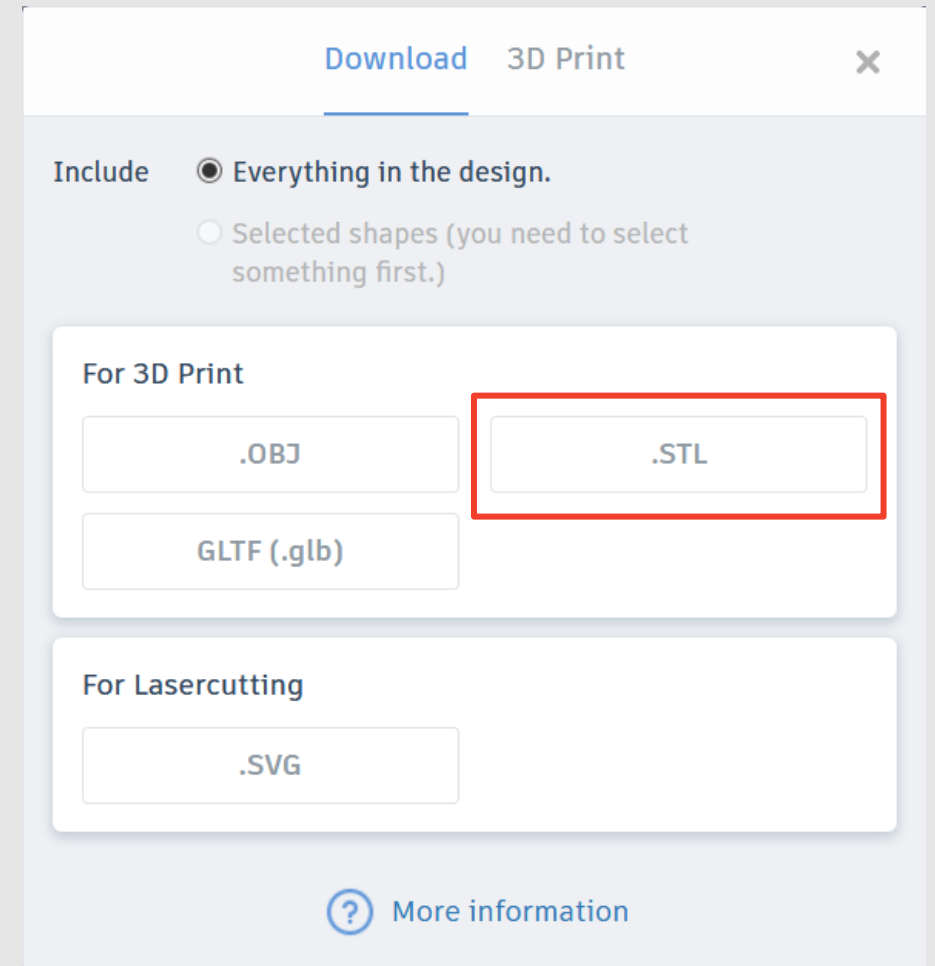 Download 3D Print
Include Everything in the design.
Selected shapes (you need to select
something first.)
For 3D Print
.OBJ .STL
GLTF (.glb)
For Lasercutting
.SVG
? More information